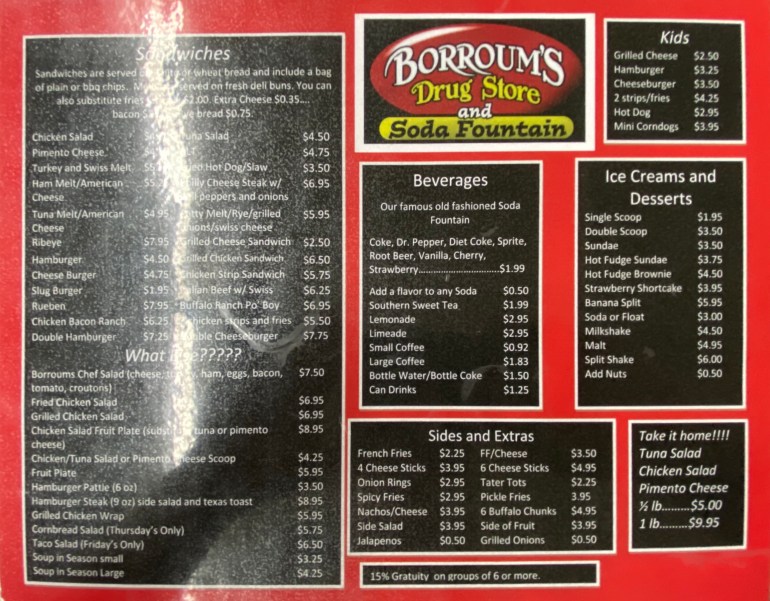 Sandwiches
Sandwiches are served or wheat bread and include a bag
of plain or bbq chips. served on fresh deli buns. You can
also substitute fries $2.00. Extra Cheese $0.35....
bacon bread $0.75.
Chicken Salad Salad $4.50
Pimento Cheese $4.75
Turkey and Swiss Melt Hot Dog/Slaw $3.50
Ham Melt/American Cheese Steak w/ $6.95
Cheese peppers and onions
Tuna Melt/American $4.95 Melt/Rye/grilled $5.95
Cheese onions/swiss cheese
Ribeye $7.95 Grilled Cheese Sandwich $2.50
Hamburger $4.50 Grilled Chicken Sandwich $6.50
Cheese Burger $4.75 Chicken Strip Sandwich $5.75
Slug Burger $1.95 Italian Beef w/ Swiss $6.25
Rueben $7.95 Buffalo Ranch Po' Boy $6.95
Chicken Bacon Ranch $6.25 Chicken strips and fries $5.50
Double Hamburger $7.25 Double Cheeseburger $7.75
What Else?????
Borroums Chef Salad (cheese, ham, eggs, bacon, $7.50
tomato, croutons)
Fried Chicken Salad $6.95
Grilled Chicken Salad $6.95
Chicken Salad Fruit Plate (substitute tuna or pimento $8.95
cheese)
Chicken/Tuna Salad or Pimento Cheese Scoop $4.25
Fruit Plate $5.95
Hamburger Pattie (6 oz) $3.50
Hamburger Steak (9 oz) side salad and texas toast $8.95
Grilled Chicken Wrap $5.95
Cornbread Salad (Thursday's Only) $5.75
Taco Salad (Friday's Only) $6.50
Soup in Season small $3.25
Soup in Season Large $4.25
BORROUM'S
Drug Store
and
Soda Fountain
Kids
Grilled Cheese $2.50
Hamburger $3.25
Cheeseburger $3.50
2 strips/fries $4.25
Hot Dog $2.95
Mini Corndogs $3.95
Beverages
Our famous old fashioned Soda
Fountain
Coke, Dr. Pepper, Diet Coke, Sprite,
Root Beer, Vanilla, Cherry,
Strawberry................................$1.99
Add a flavor to any Soda $0.50
Southern Sweet Tea $1.99
Lemonade $2.95
Limeade $2.95
Small Coffee $0.92
Large Coffee $1.83
Bottle Water/Bottle Coke $1.50
Can Drinks $1.25
Ice Creams and
Desserts
Single Scoop $1.95
Double Scoop $3.50
Sundae $3.50
Hot Fudge Sundae $3.75
Hot Fudge Brownie $4.50
Strawberry Shortcake $3.95
Banana Split $5.95
Soda or Float $3.00
Milkshake $4.50
Malt $4.95
Split Shake $6.00
Add Nuts $0.50
Sides and Extras
French Fries $2.25 FF/Cheese $3.50
4 Cheese Sticks $3.95 6 Cheese Sticks $4.95
Onion Rings $2.95 Tater Tots $2.25
Spicy Fries $2.95 Pickle Fries 3.95
Nachos/Cheese $3.95 6 Buffalo Chunks $4.95
Side Salad $3.95 Side of Fruit $3.95
Jalapenos $0.50 Grilled Onions $0.50
Take it home!!!!
Tuna Salad
Chicken Salad
Pimento Cheese
½ lb.........$5.00
1 lb.........$9.95
15% Gratuity on groups of 6 or more.